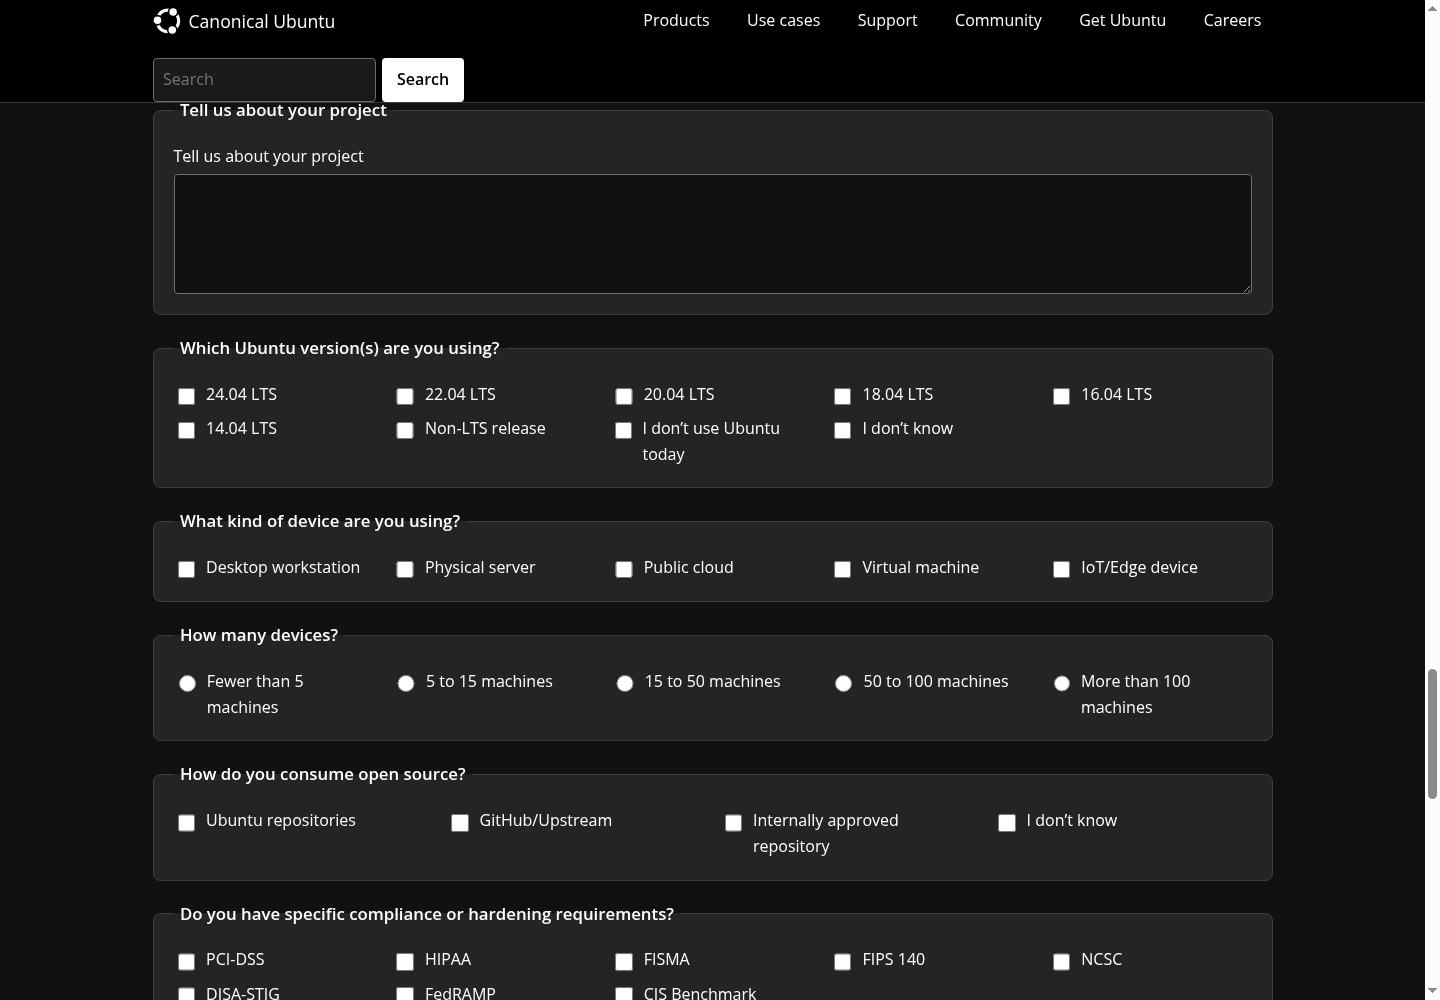 Canonical Ubuntu
Products Use cases Support Community Get Ubuntu Careers
Search Search
Tell us about your project
Tell us about your project
Which Ubuntu version(s) are you using?
24.04 LTS 22.04 LTS 20.04 LTS 18.04 LTS 16.04 LTS
14.04 LTS Non-LTS release I don’t use Ubuntu today I don’t know
What kind of device are you using?
Desktop workstation Physical server Public cloud Virtual machine IoT/Edge device
How many devices?
Fewer than 5 machines 5 to 15 machines 15 to 50 machines 50 to 100 machines More than 100 machines
How do you consume open source?
Ubuntu repositories GitHub/Upstream Internally approved repository I don’t know
Do you have specific compliance or hardening requirements?
PCI-DSS HIPAA FISMA FIPS 140 NCSC
DISA-STIG FedRAMP CIS Benchmark